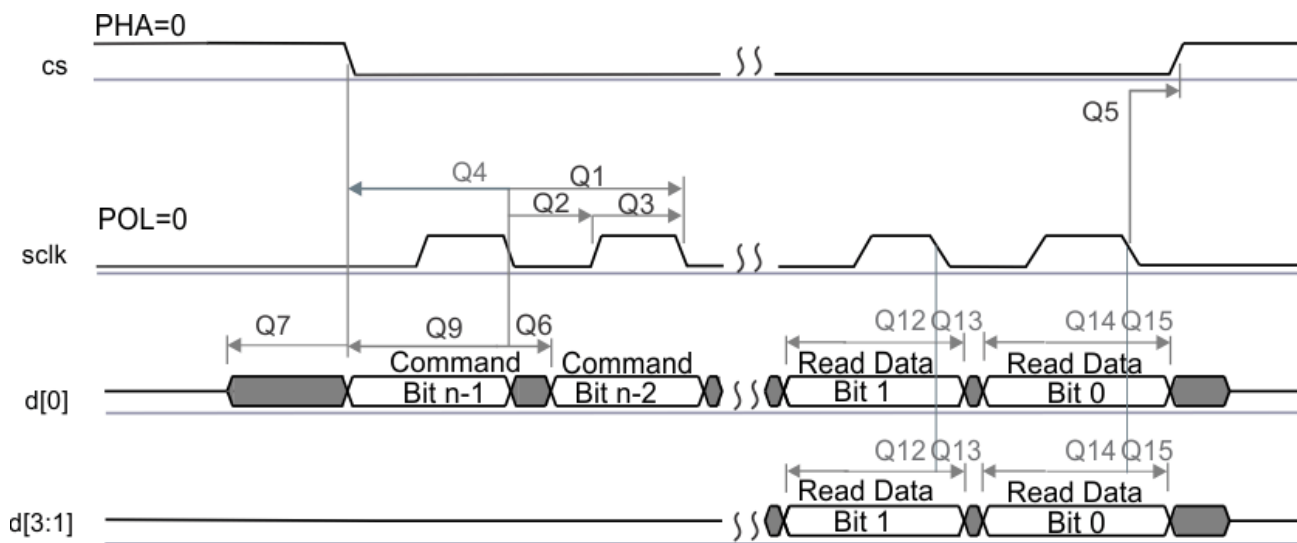 PHA=0
cs
Q5
Q4 Q1
Q2 Q3
POL=0
sclk
Q7 Q9 Q6 Q12 Q13 Q14 Q15
Command Command Read Data Read Data
d[0] Bit n-1 Bit n-2 Bit 1 Bit 0
Q12 Q13 Q14 Q15
Read Data Read Data
d[3:1] Bit 1 Bit 0